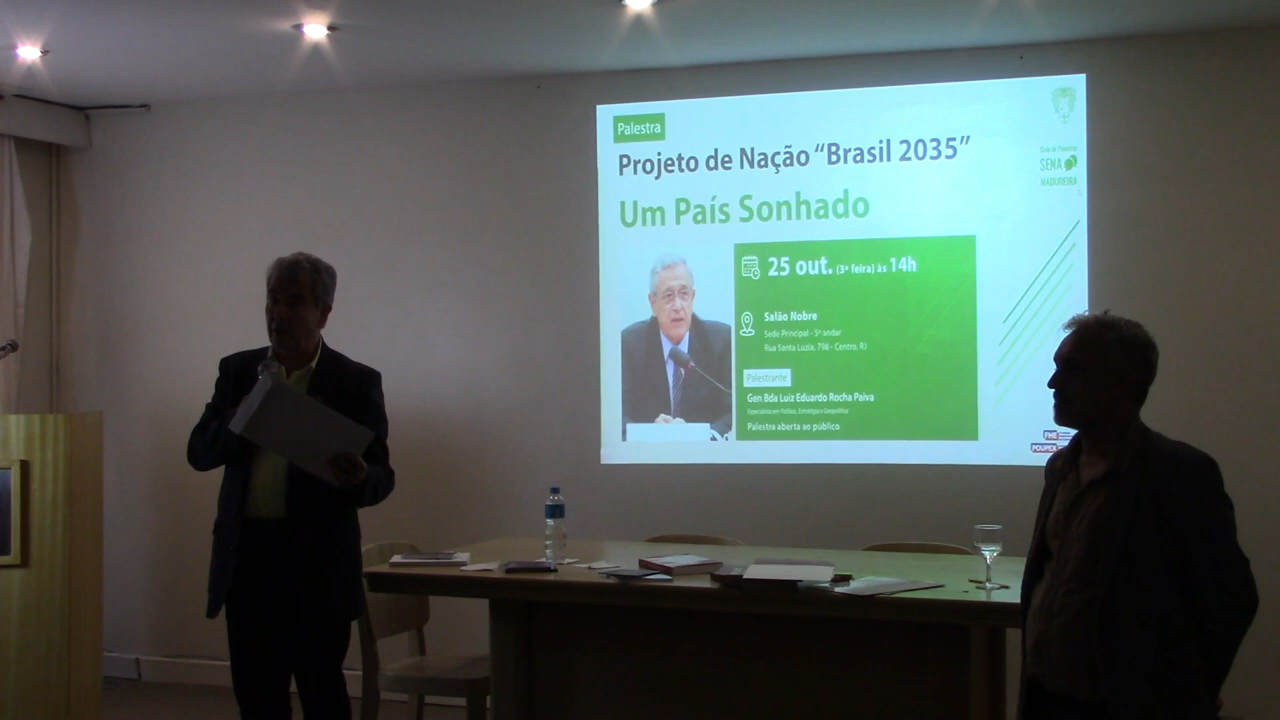 Palestra
Projeto de Nação “Brasil 2035”
Um País Sonhado
25 out. (3ª feira) às 14h
Salão Nobre
Sede Principal - 5º andar
Rua Santa Luzia, 798 - Centro, RJ
Palestrante
Gen Bda Luiz Eduardo Rocha Paiva
Especialista em Política, Estratégia e Geopolítica
Palestra aberta ao público
SENA
MADUREIRA
FHE
POUPEX